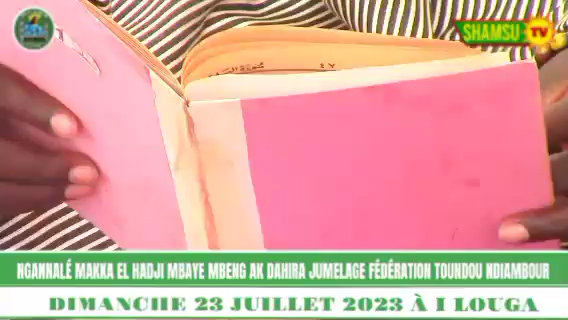 SHAMSU TV
٤٧
NGANNALÉ MAKKA EL HADJI MBAYE MBENG AK DAHIRA JUMELAGE FÉDÉRATION TOUNDOU NDIAMBOUR
DIMANCHE 23 JUILLET 2023 À I LOUGA